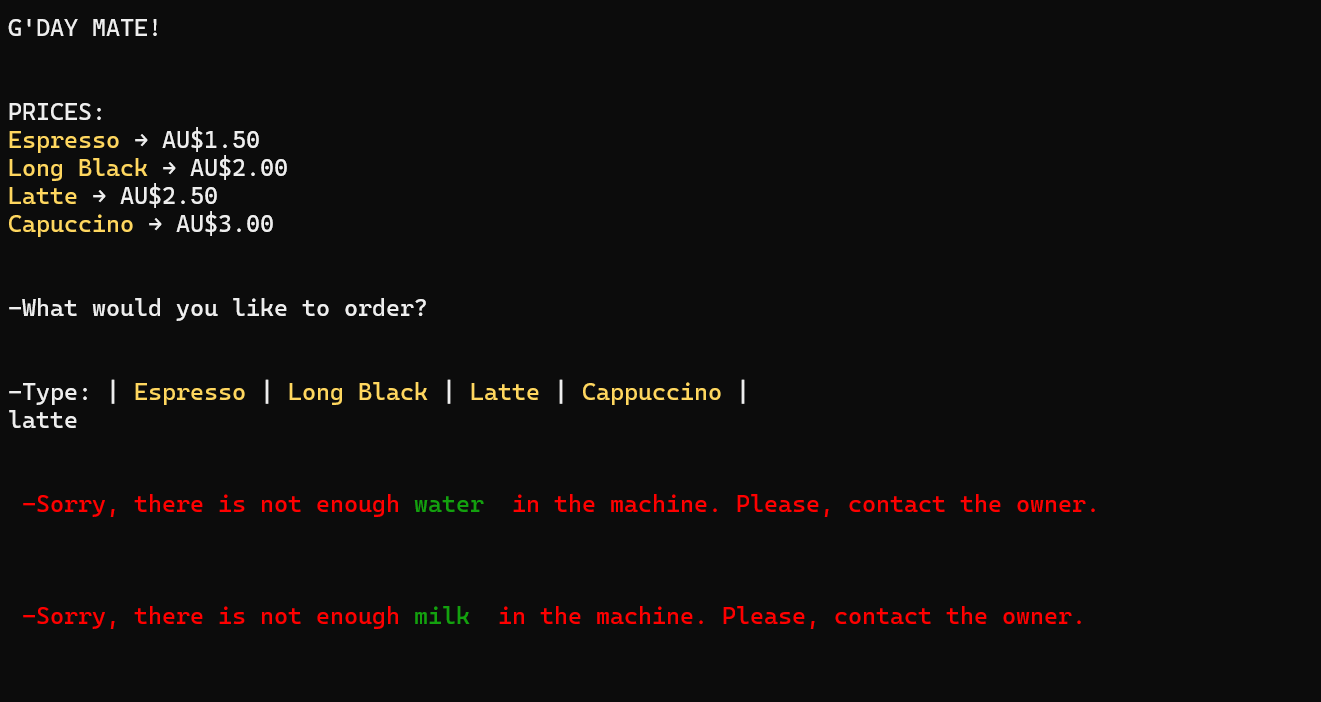 G'DAY MATE!
PRICES:
Espresso → AU$1.50
Long Black → AU$2.00
Latte → AU$2.50
Capuccino → AU$3.00
-What would you like to order?
-Type: | Espresso | Long Black | Latte | Cappuccino |
latte
-Sorry, there is not enough water  in the machine. Please, contact the owner.
-Sorry, there is not enough milk  in the machine. Please, contact the owner.